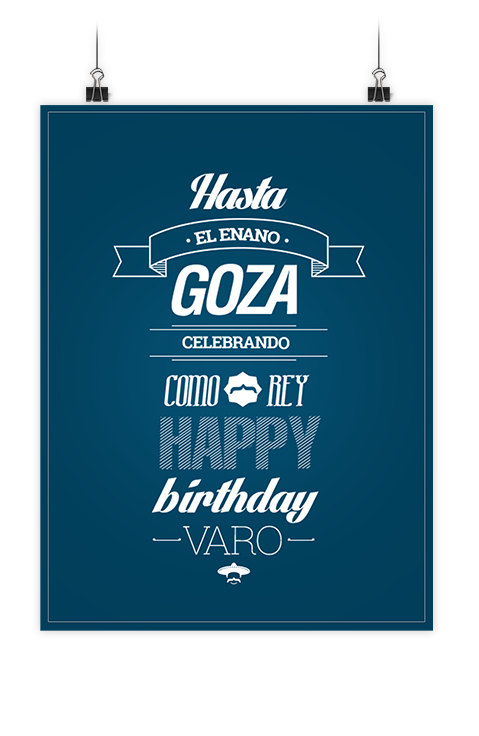 Hasta
· EL ENANO ·
GOZA
CELEBRANDO
COMO REY
HAPPY
birthday
VARO